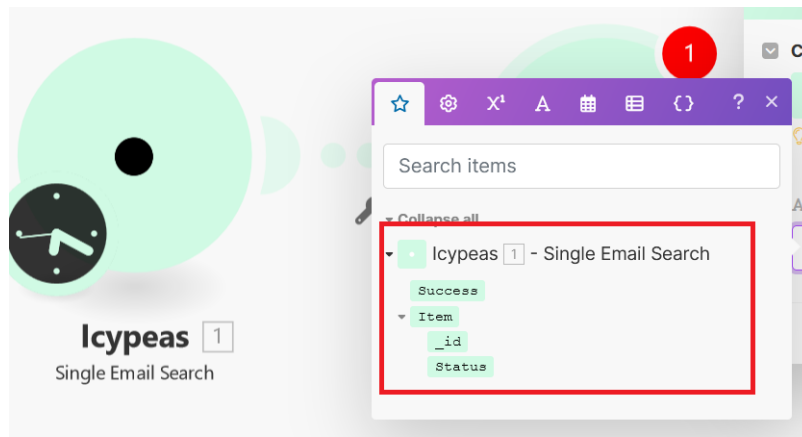 1
C
X¹ A { } ? ×
Search items
Collapse all
A
Icypeas 1 - Single Email Search
Success
Item
_id
Status
Icypeas 1
Single Email Search